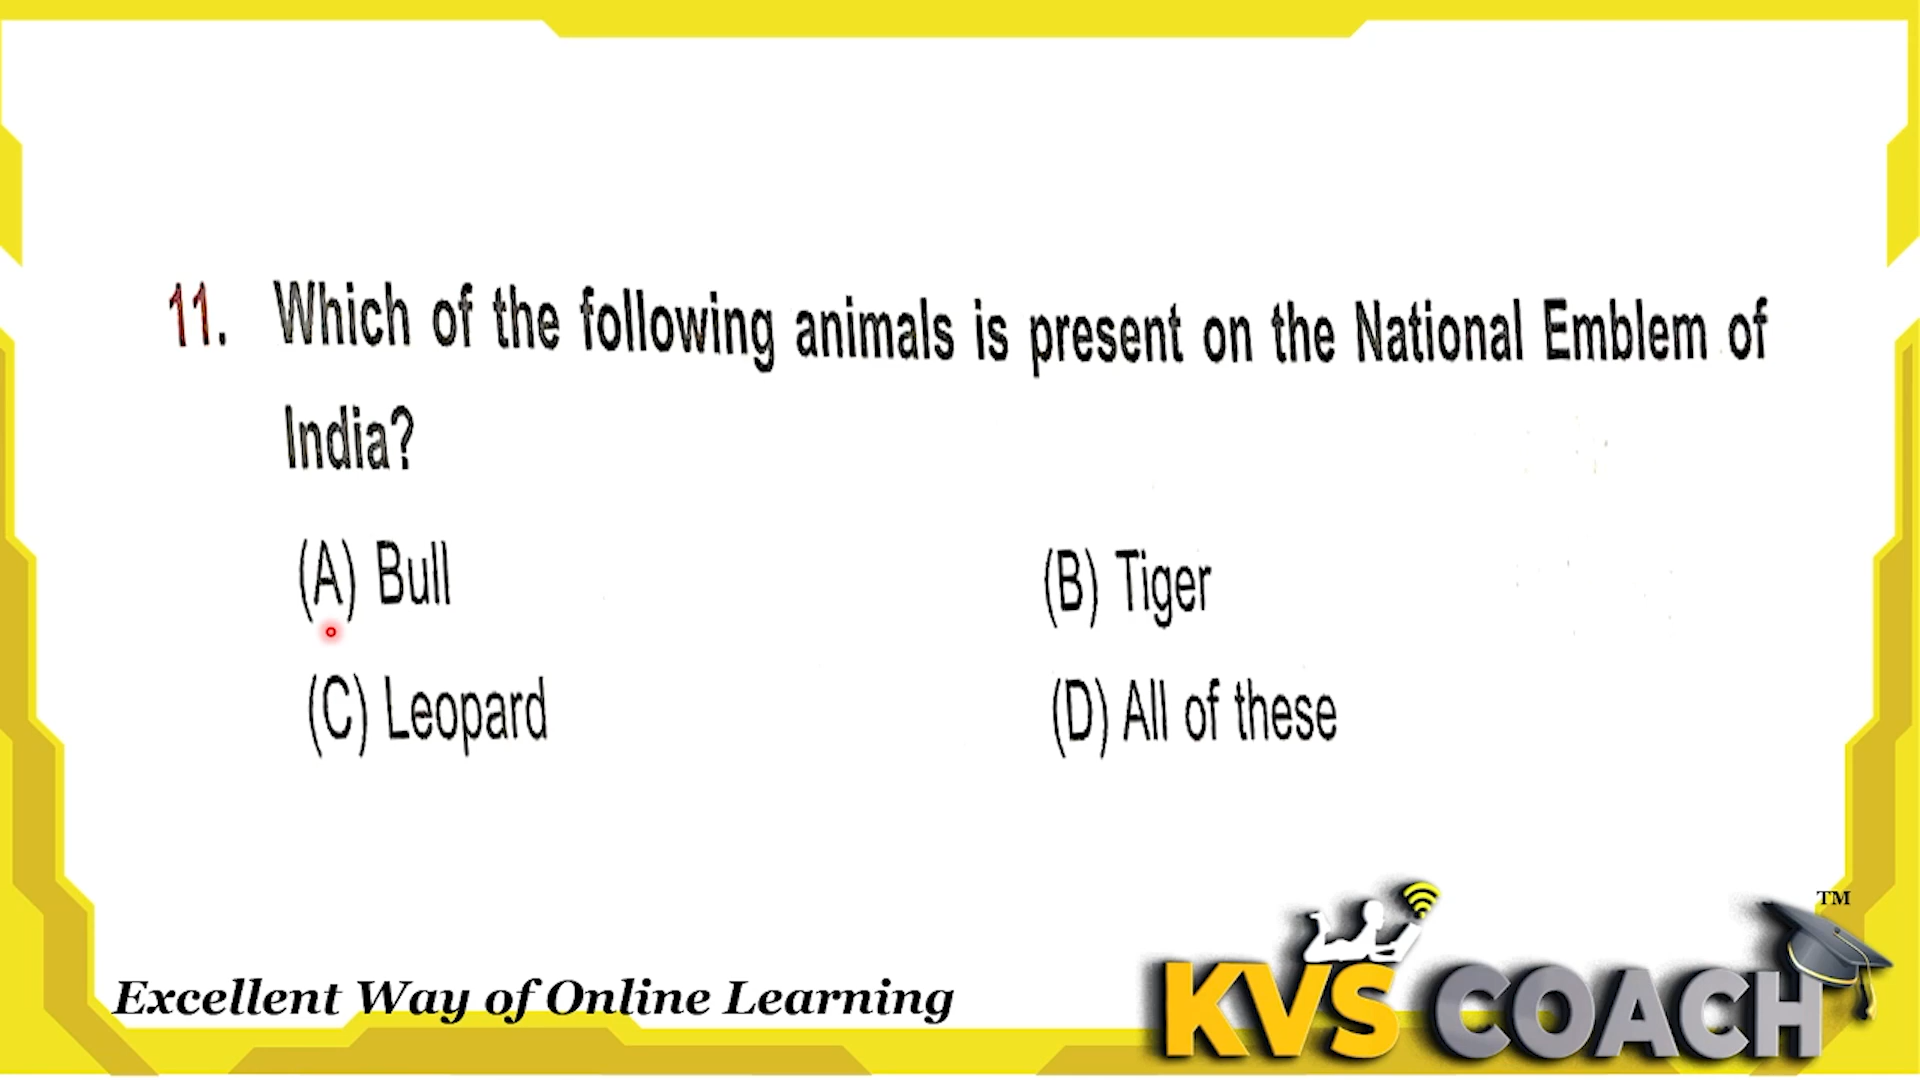 11. Which of the following animals is present on the National Emblem of
India?
(A) Bull
(B) Tiger
(C) Leopard
(D) All of these
Excellent Way of Online Learning
KVS COACH TM